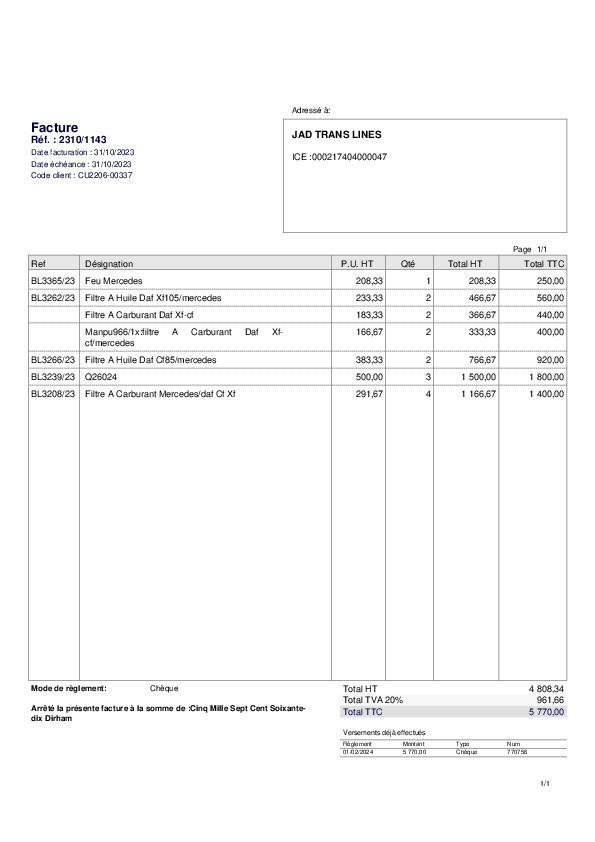 Adressé à:
Facture
Réf. : 2310/1143
Date facturation : 31/10/2023
Date échéance : 31/10/2023
Code client : CU2206-00337
JAD TRANS LINES
ICE :000217404000047
Page 1/1
Ref Désignation P.U. HT Qté Total HT Total TTC
BL3365/23 Feu Mercedes 208,33 1 208,33 250,00
BL3262/23 Filtre A Huile Daf Xf105/mercedes 233,33 2 466,67 560,00
Filtre A Carburant Daf Xf-cf 183,33 2 366,67 440,00
Manpu966/1x:filtre A Carburant Daf Xf- 166,67 2 333,33 400,00
cf/mercedes
BL3266/23 Filtre A Huile Daf Cf85/mercedes 383,33 2 766,67 920,00
BL3239/23 Q26024 500,00 3 1 500,00 1 800,00
BL3208/23 Filtre A Carburant Mercedes/daf Cf Xf 291,67 4 1 166,67 1 400,00
Mode de règlement: Chèque
Arrêté la présente facture à la somme de :Cinq Mille Sept Cent Soixante-
dix Dirham
Total HT 4 808,34
Total TVA 20% 961,66
Total TTC 5 770,00
Versements déjà effectués
Règlement Montant Type Num
01/02/2024 5 770,00 Chèque 770756
1/1